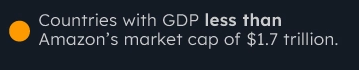 Countries with GDP less than
Amazon's market cap of $1.7 trillion.